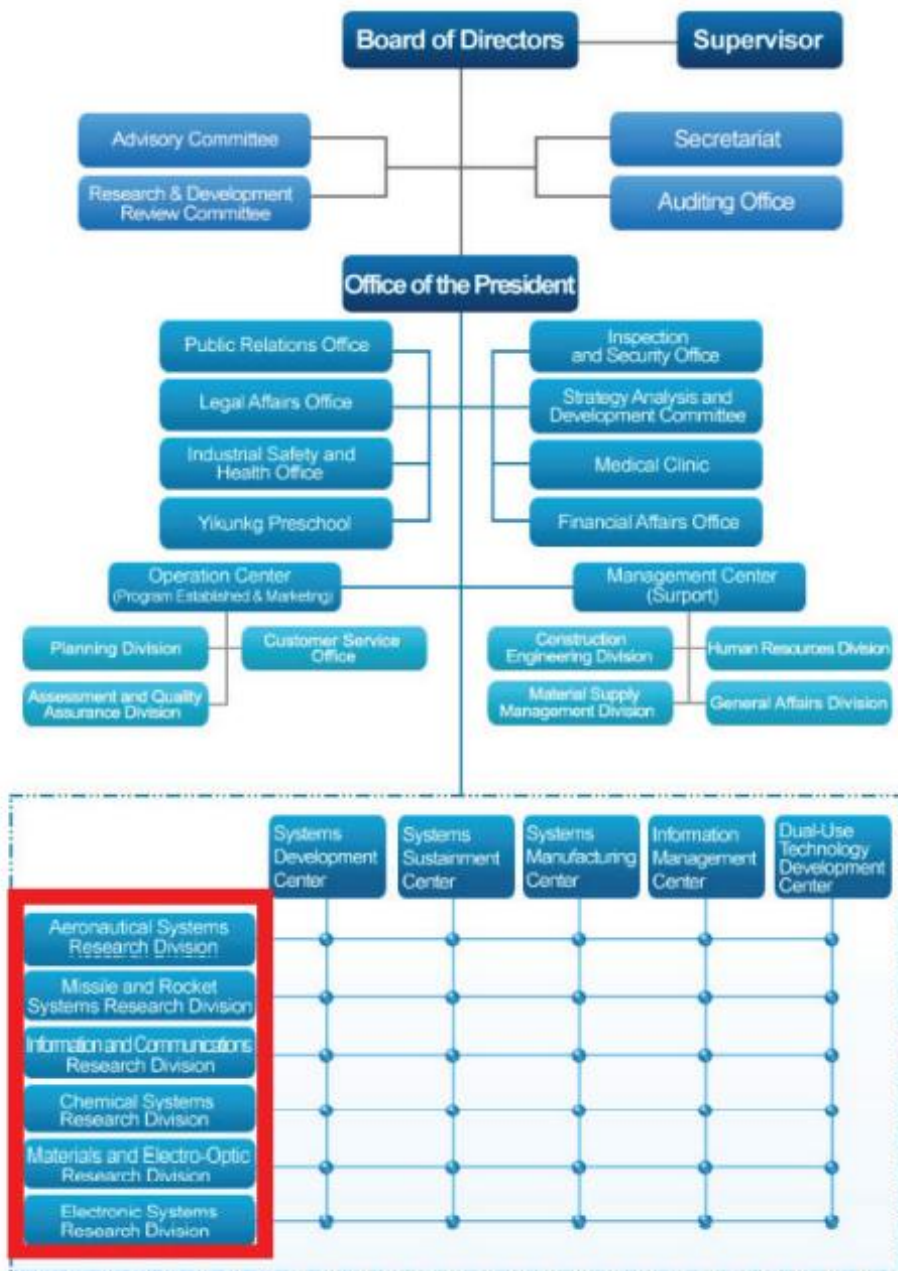 Board of Directors
Supervisor
Advisory Committee
Secretariat
Research & Development
Review Committee
Auditing Office
Office of the President
Public Relations Office
Inspection
and Security Office
Legal Affairs Office
Strategy Analysis and
Development Committee
Industrial Safety and
Health Office
Medical Clinic
Yikunkg Preschool
Financial Affairs Office
Operation Center
(Program Established & Marketing)
Management Center
(Surport)
Planning Division
Customer Service
Office
Construction
Engineering Division
Human Resources Division
Assessment and Quality
Assurance Division
Material Supply
Management Division
General Affairs Division
Systems
Development
Center
Systems
Sustainment
Center
Systems
Manufacturing
Center
Information
Management
Center
Dual-Use
Technology
Development
Center
Aeronautical Systems
Research Division
Missile and Rocket
Systems Research Division
Information and Communications
Research Division
Chemical Systems
Research Division
Materials and Electro-Optic
Research Division
Electronic Systems
Research Division